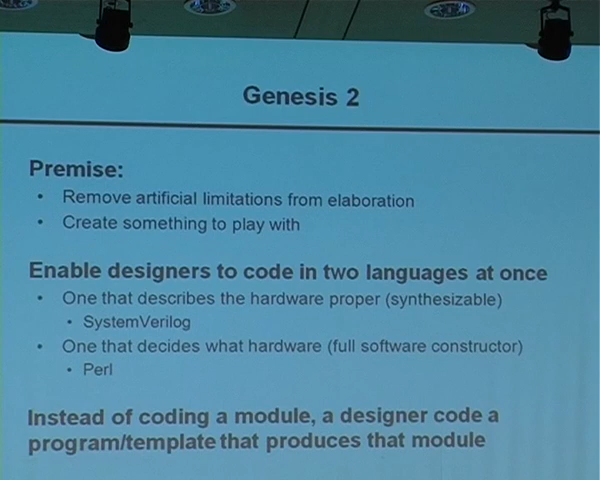 Genesis 2
Premise:
• Remove artificial limitations from elaboration
• Create something to play with
Enable designers to code in two languages at once
• One that describes the hardware proper (synthesizable)
• SystemVerilog
• One that decides what hardware (full software constructor)
• Perl
Instead of coding a module, a designer code a
program/template that produces that module